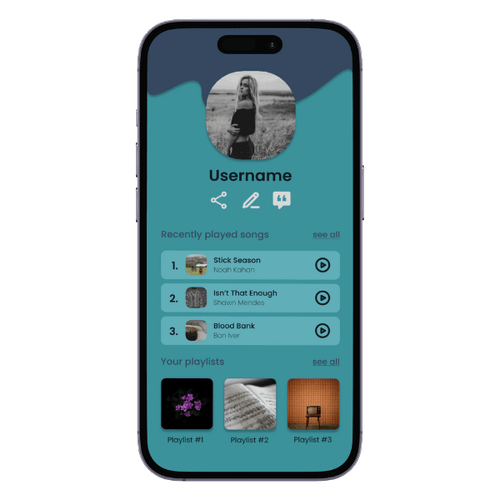 Username
Recently played songs see all
1. Stick Season
Noah Kahan
2. Isn't That Enough
Shawn Mendes
3. Blood Bank
Bon Iver
Your playlists see all
Playlist #1 Playlist #2 Playlist #3